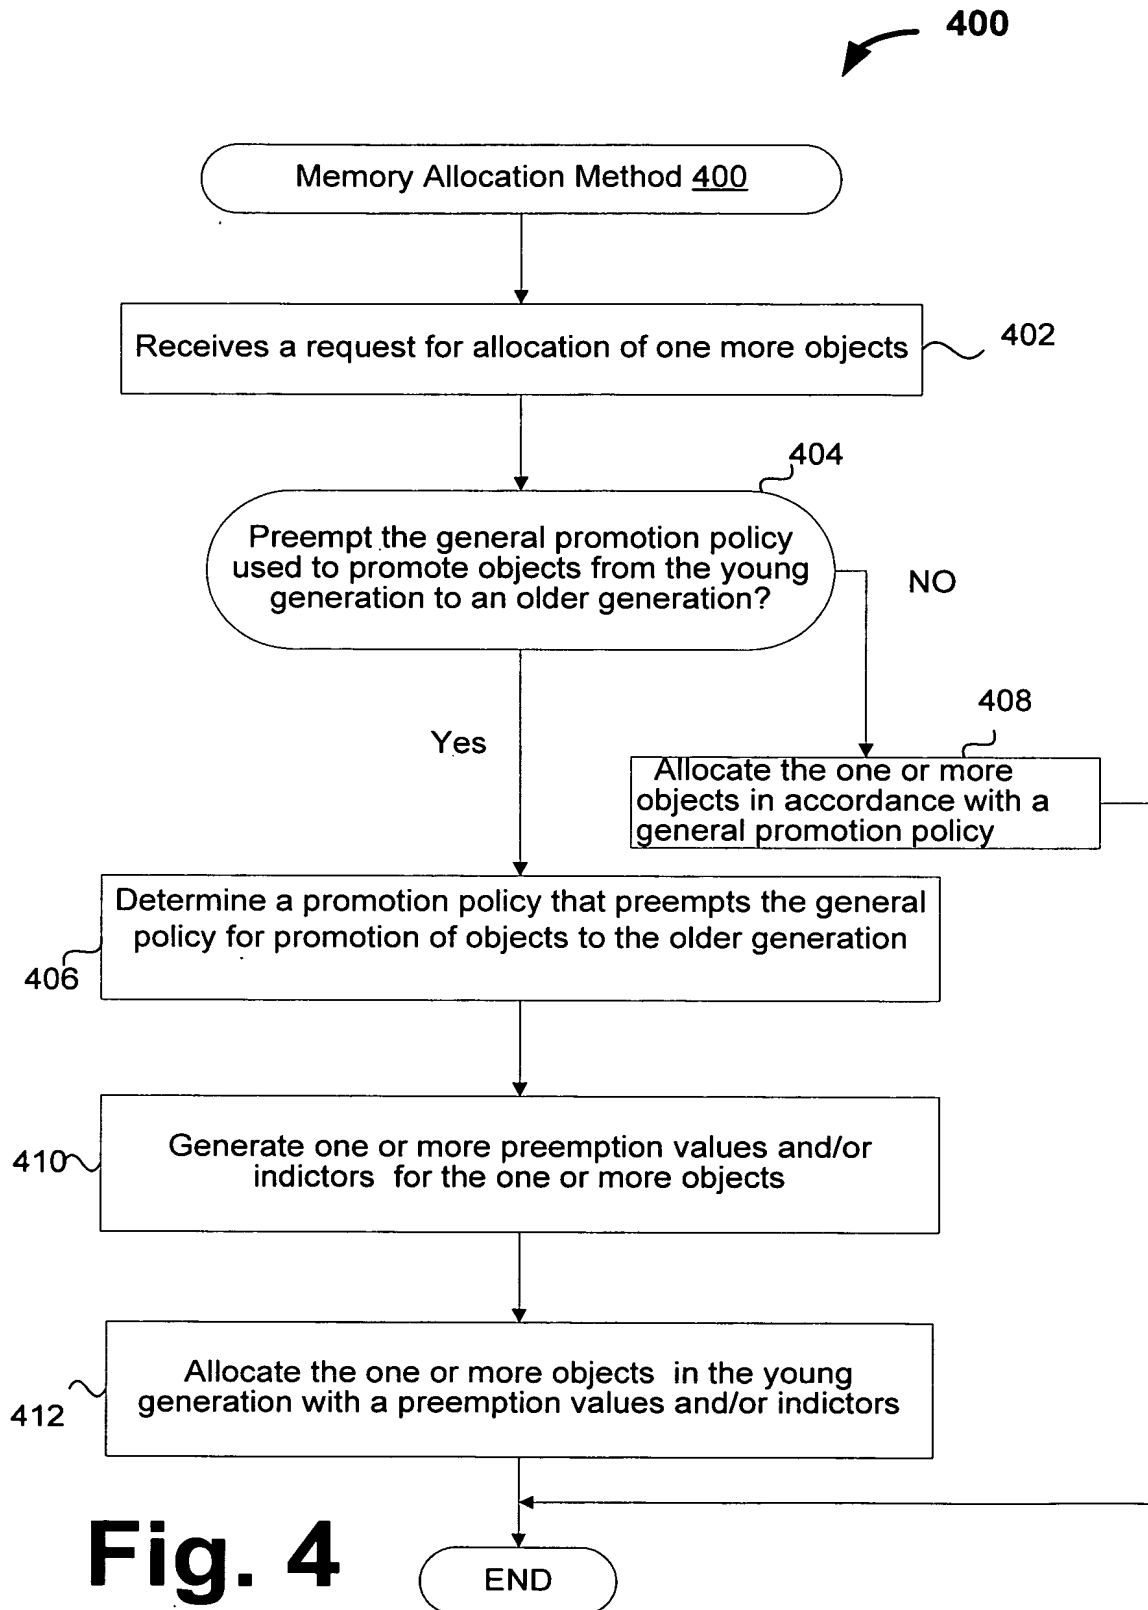 400
Memory Allocation Method 400
Receives a request for allocation of one more objects
402
404
Preempt the general promotion policy
used to promote objects from the young
generation to an older generation?
NO
Yes
408
Allocate the one or more
objects in accordance with a
general promotion policy
Determine a promotion policy that preempts the general
policy for promotion of objects to the older generation
406
Generate one or more preemption values and/or
indictors for the one or more objects
410
Allocate the one or more objects in the young
generation with a preemption values and/or indictors
412
Fig. 4
END